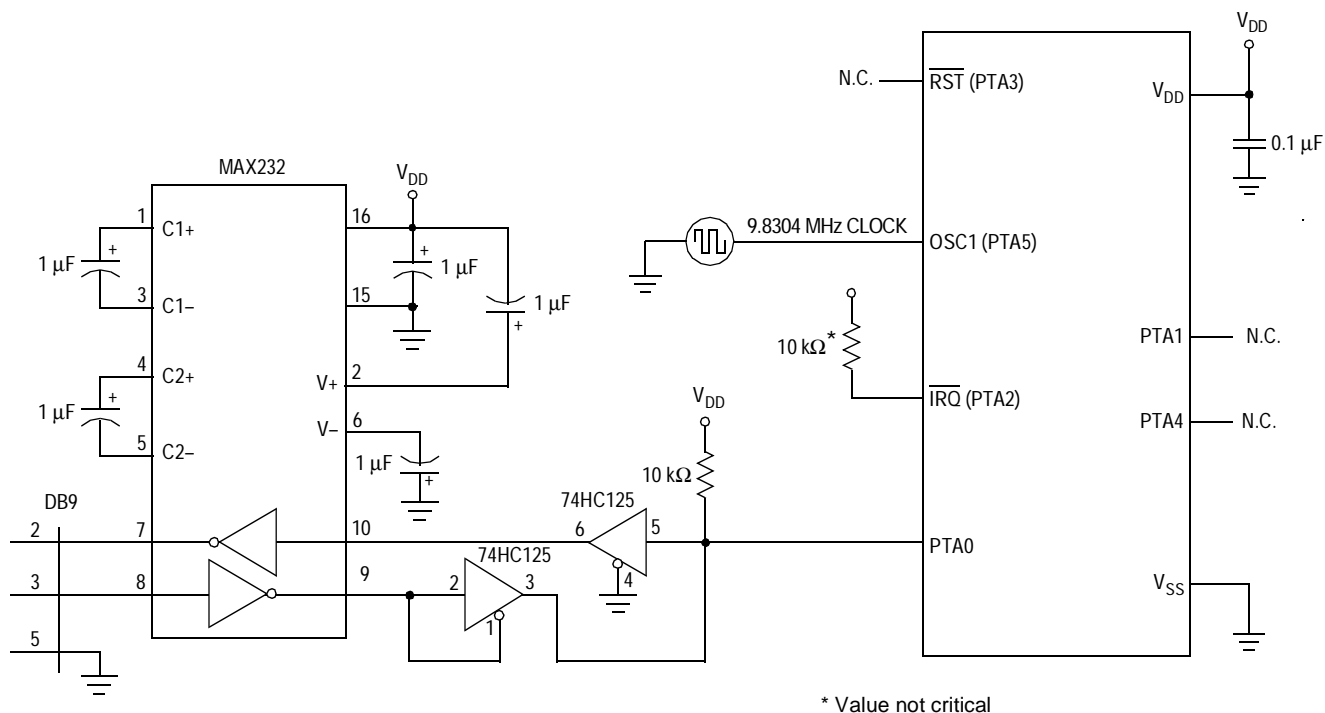 VDD
N.C.
RST (PTA3)
VDD
0.1 µF
MAX232
VDD
1
C1+
16
9.8304 MHz CLOCK
OSC1 (PTA5)
1 µF
+
+
1 µF
15
3
C1–
1 µF
+
10 kΩ*
PTA1
N.C.
4
C2+
V+
2
VDD
IRQ (PTA2)
PTA4
N.C.
1 µF
+
V–
6
5
C2–
1 µF
+
10 kΩ
DB9
74HC125
2
7
10
6
5
PTA0
74HC125
4
3
8
9
2
3
VSS
1
5
* Value not critical